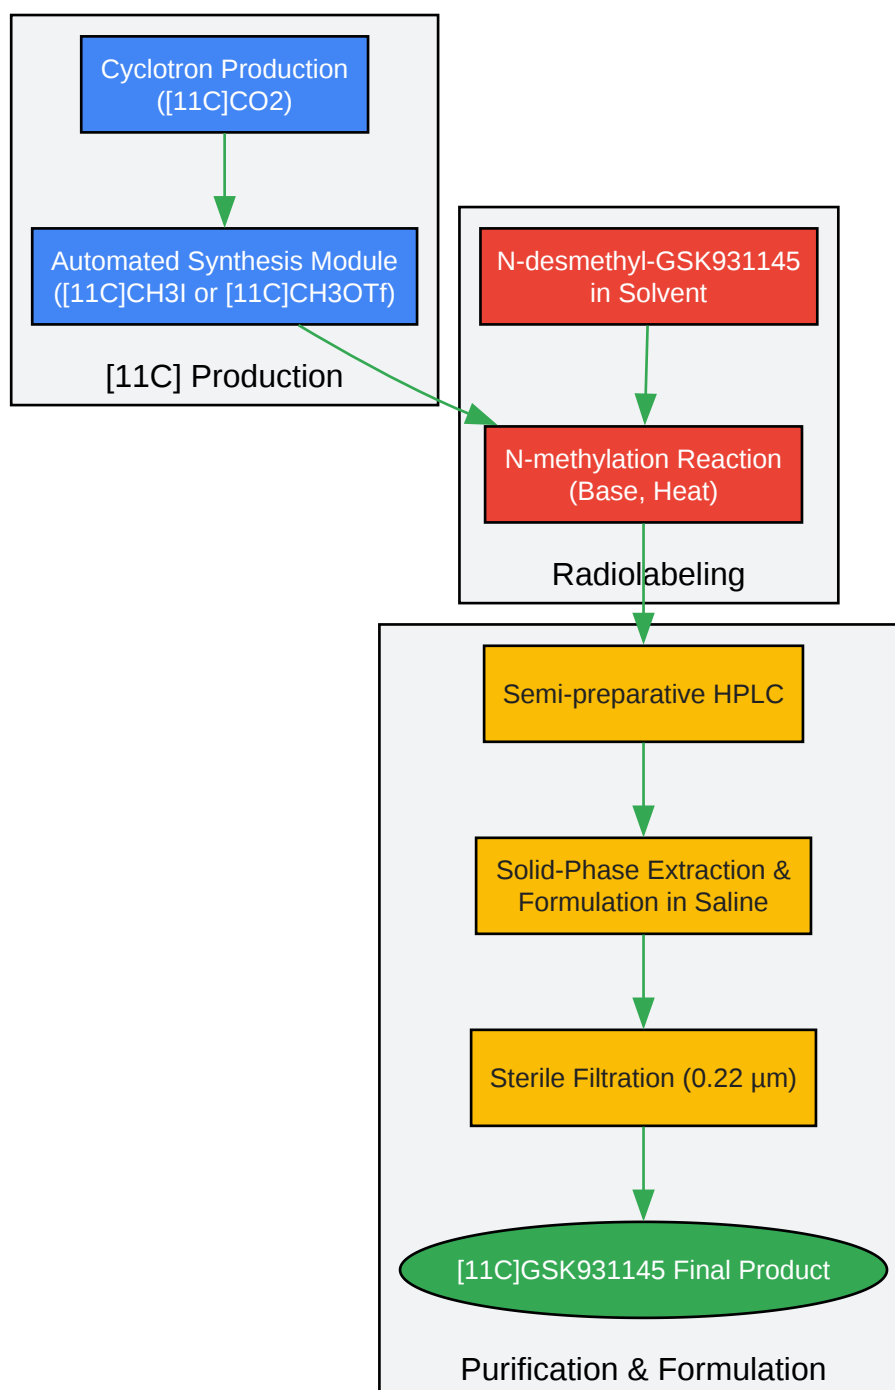 Cyclotron Production
([11C]CO2)
Automated Synthesis Module
([11C]CH3I or [11C]CH3OTf)
[11C] Production
N-desmethyl-GSK931145
in Solvent
N-methylation Reaction
(Base, Heat)
Radiolabeling
Semi-preparative HPLC
Solid-Phase Extraction &
Formulation in Saline
Sterile Filtration (0.22 µm)
[11C]GSK931145 Final Product
Purification & Formulation